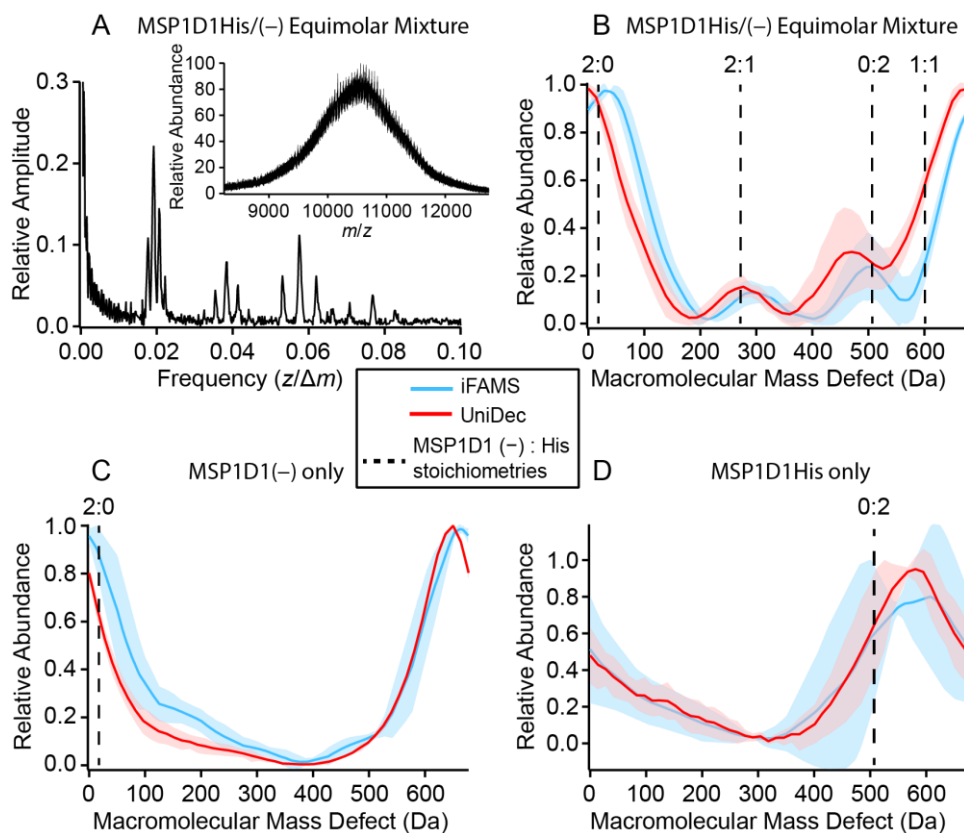 A
MSP1D1His/(−) Equimolar Mixture
0.3
0.2
0.1
0.0
Relative Amplitude
0.00 0.02 0.04 0.06 0.08 0.10
Frequency (z/Δm)
100
80
60
40
20
0
Relative Abundance
9000 10000 11000 12000
m/z
B
MSP1D1His/(−) Equimolar Mixture
2:0 2:1 0:2 1:1
1.0
0.8
0.6
0.4
0.2
0.0
Relative Abundance
0 100 200 300 400 500 600
Macromolecular Mass Defect (Da)
iFAMS
UniDec
MSP1D1 (−) : His
stoichiometries
C
MSP1D1(−) only
2:0
1.0
0.8
0.6
0.4
0.2
0.0
Relative Abundance
0 100 200 300 400 500 600
Macromolecular Mass Defect (Da)
D
MSP1D1His only
0:2
1.0
0.8
0.6
0.4
0.2
0.0
Relative Abundance
0 100 200 300 400 500 600
Macromolecular Mass Defect (Da)